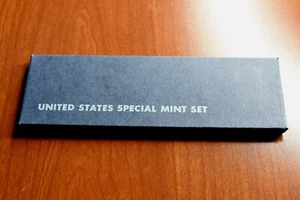 UNITED STATES SPECIAL MINT SET